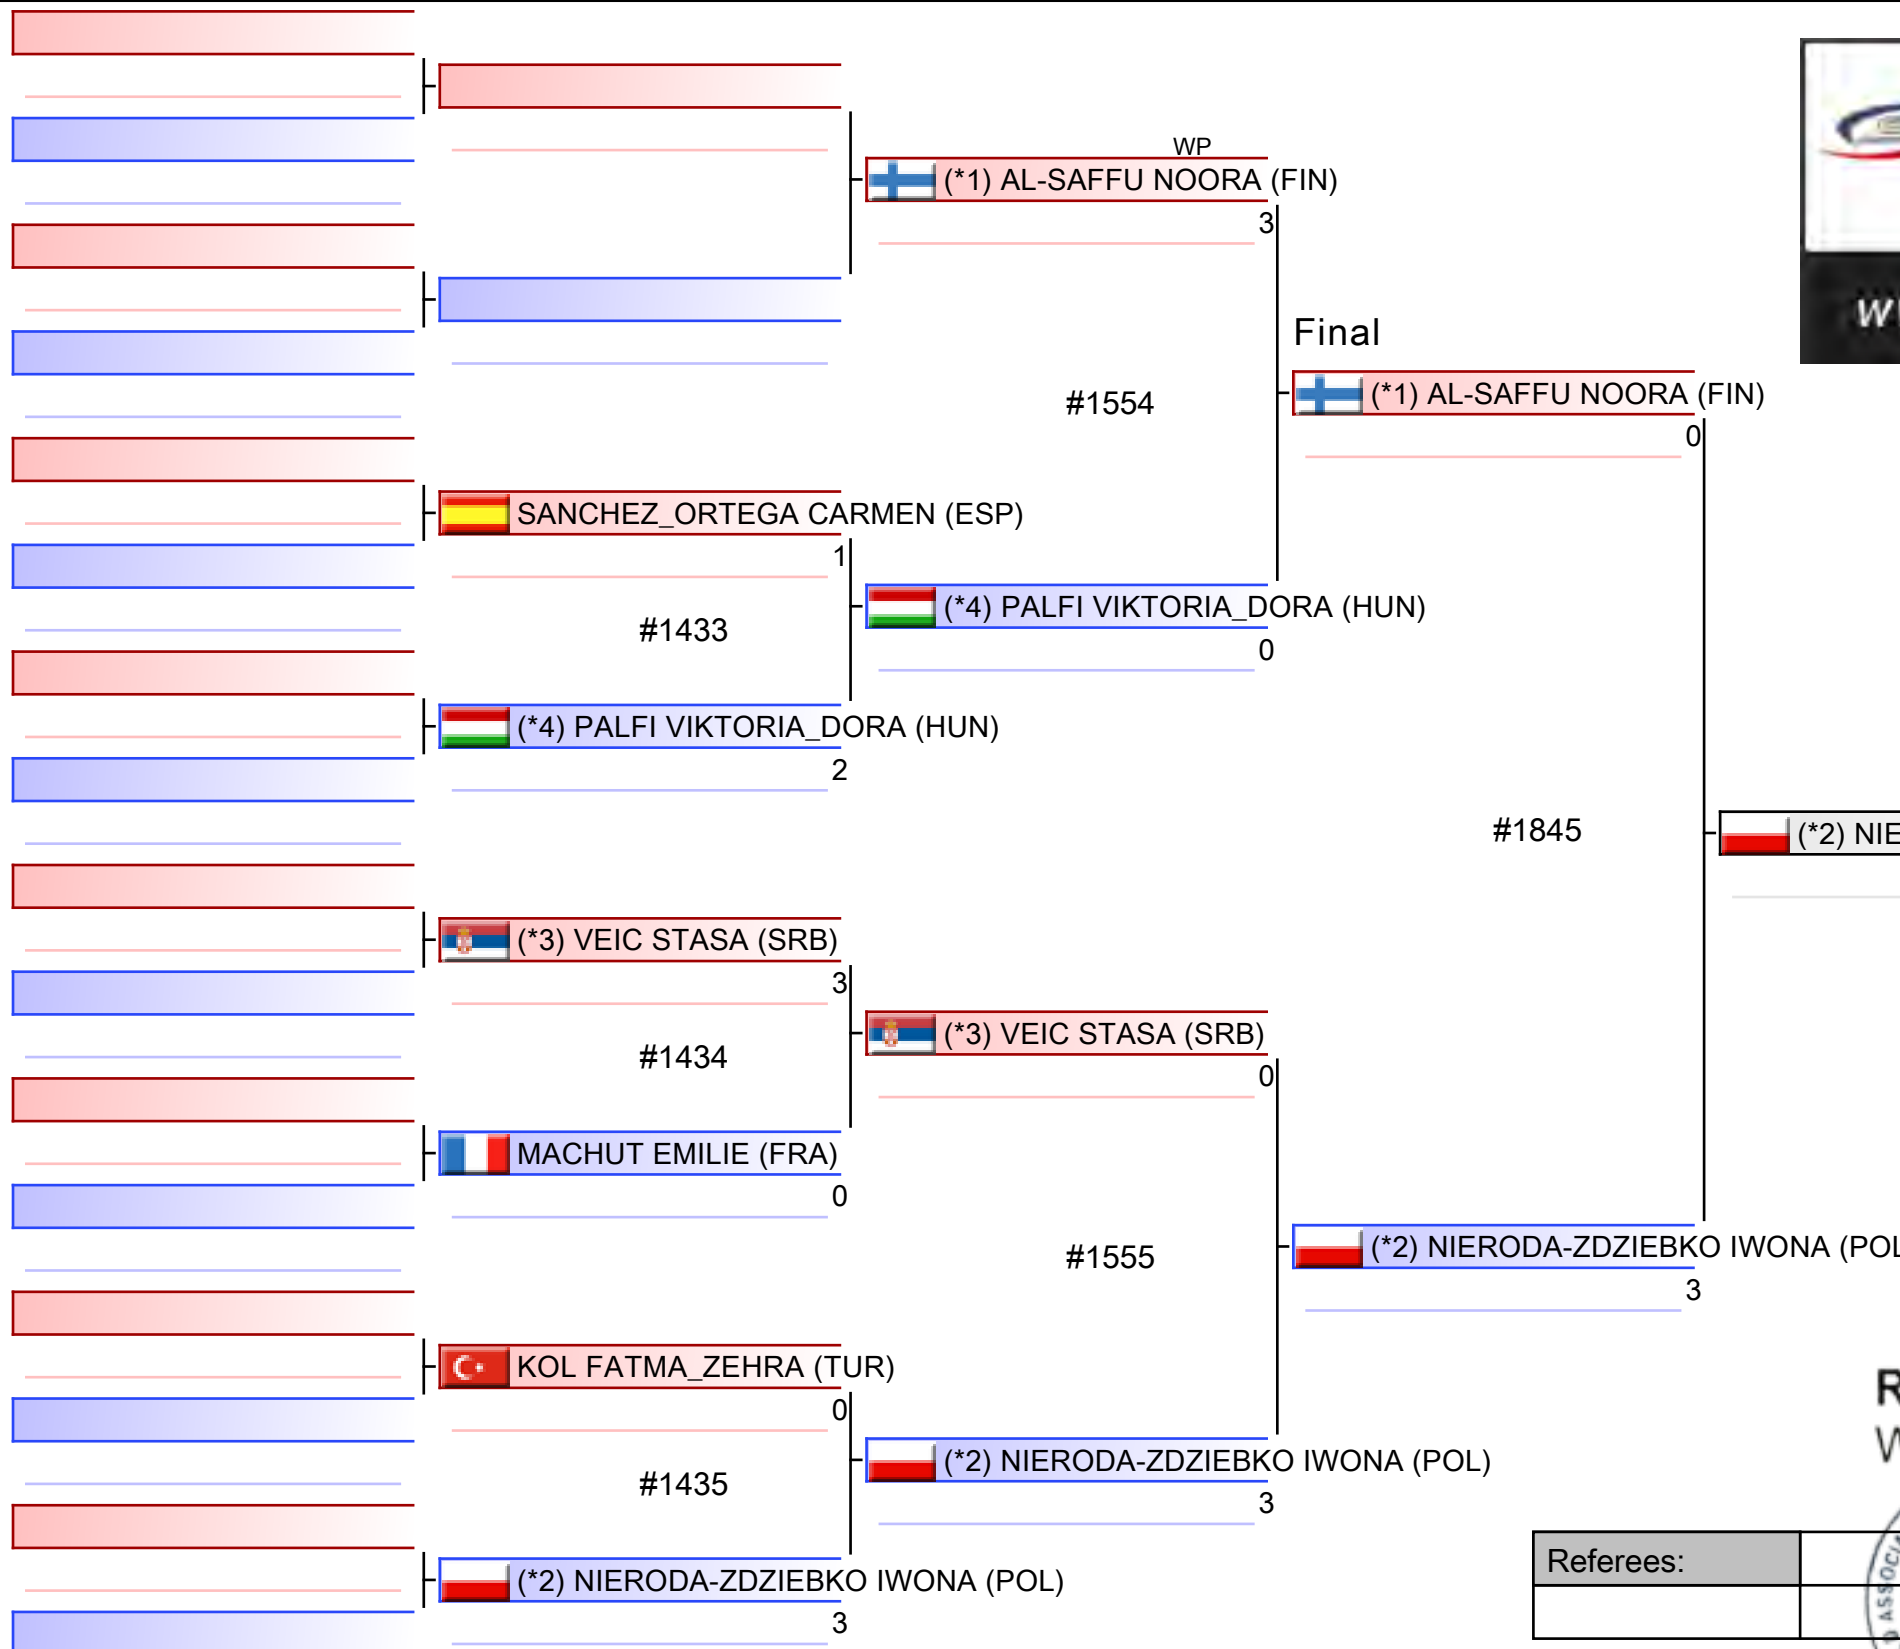 WP
(*1) AL-SAFFU NOORA (FIN)
3
Final
#1554
(*1) AL-SAFFU NOORA (FIN)
0
SANCHEZ_ORTEGA CARMEN (ESP)
1
#1433
(*4) PALFI VIKTORIA_DORA (HUN)
0
(*4) PALFI VIKTORIA_DORA (HUN)
2
#1845
(*2) NIE
(*3) VEIC STASA (SRB)
3
#1434
(*3) VEIC STASA (SRB)
0
MACHUT EMILIE (FRA)
0
#1555
(*2) NIERODA-ZDZIEBKO IWONA (POL
3
KOL FATMA_ZEHRA (TUR)
0
#1435
(*2) NIERODA-ZDZIEBKO IWONA (POL)
3
(*2) NIERODA-ZDZIEBKO IWONA (POL)
3
Referees: